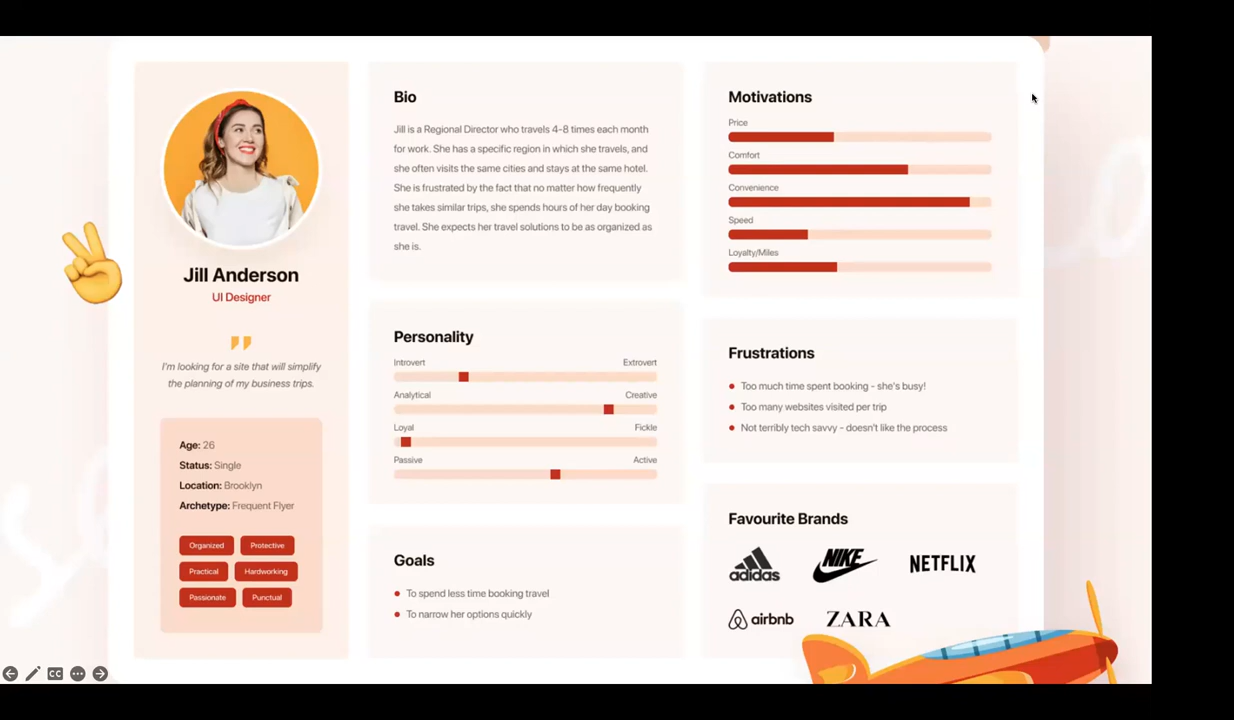 Jill Anderson
UI Designer
I'm looking for a site that will simplify
the planning of my business trips.
Age: 26
Status: Single
Location: Brooklyn
Archetype: Frequent Flyer
Organized Protective
Practical Hardworking
Passionate Punctual
Bio
Jill is a Regional Director who travels 4-8 times each month
for work. She has a specific region in which she travels, and
she often visits the same cities and stays at the same hotel.
She is frustrated by the fact that no matter how frequently
she takes similar trips, she spends hours of her day booking
travel. She expects her travel solutions to be as organized as
she is.
Personality
Introvert Extrovert
Analytical Creative
Loyal Fickle
Passive Active
Goals
To spend less time booking travel
To narrow her options quickly
Motivations
Price
Comfort
Convenience
Speed
Loyalty/Miles
Frustrations
Too much time spent booking - she's busy!
Too many websites visited per trip
Not terribly tech savvy - doesn't like the process
Favourite Brands
adidas NIKE NETFLIX
airbnb ZARA
CC